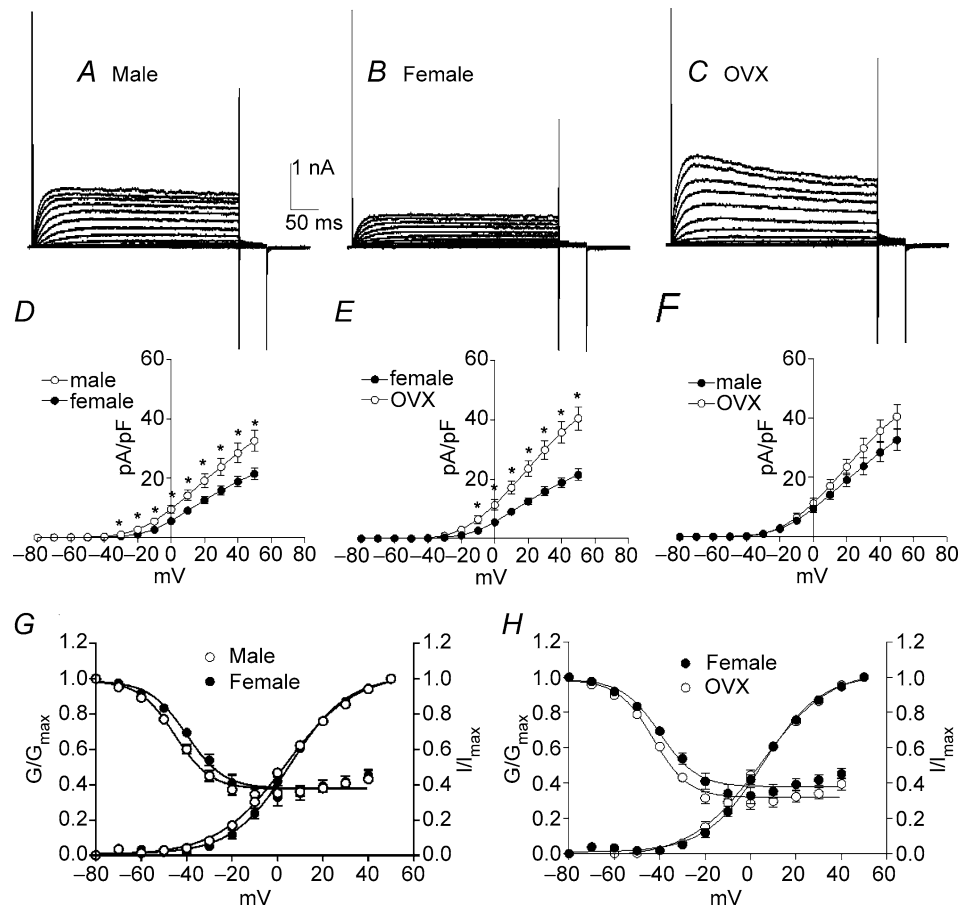 A Male
B Female
C OVX
1 nA
50 ms
D
E
F
60
40
20
pA/pF
male
female
* * * * * * * * *
−80 −60 −40 −20 0 20 40 60 80
mV
60
40
20
pA/pF
female
OVX
* * * * * * *
−80 −60 −40 −20 0 20 40 60 80
mV
60
40
20
pA/pF
male
OVX
−80 −60 −40 −20 0 20 40 60 80
mV
G
1.2
1.0
0.8
0.6
0.4
0.2
0.0
G/Gmax
Male
Female
1.2
1.0
0.8
0.6
0.4
0.2
0.0
I/Imax
−80 −60 −40 −20 0 20 40 60
mV
H
1.2
1.0
0.8
0.6
0.4
0.2
0.0
G/Gmax
Female
OVX
1.2
1.0
0.8
0.6
0.4
0.2
0.0
I/Imax
−80 −60 −40 −20 0 20 40 60
mV